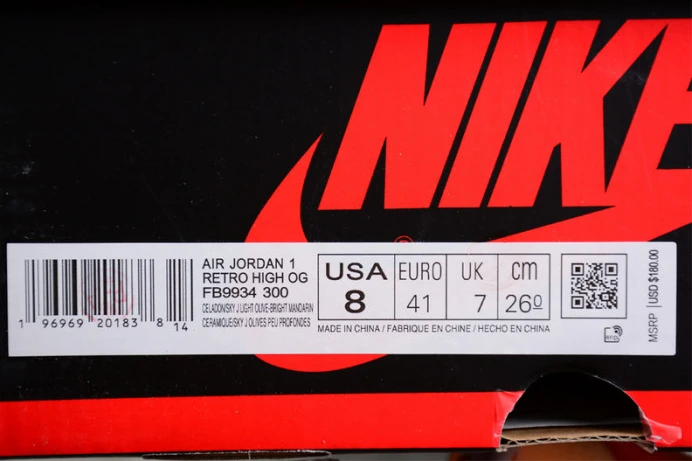 NIKE
AIR JORDAN 1
RETRO HIGH OG
FB9934 300
CELADON/SKY J LIGHT OLIVE-BRIGHT MANDARIN
CERAMIQUE/SKY J OLIVES PEU PROFONDES
1 96969 20183 8 14
USA EURO UK cm
8 41 7 26º
MADE IN CHINA / FABRIQUE EN CHINE / HECHO EN CHINA
RFID
MSRP | USD $180.00